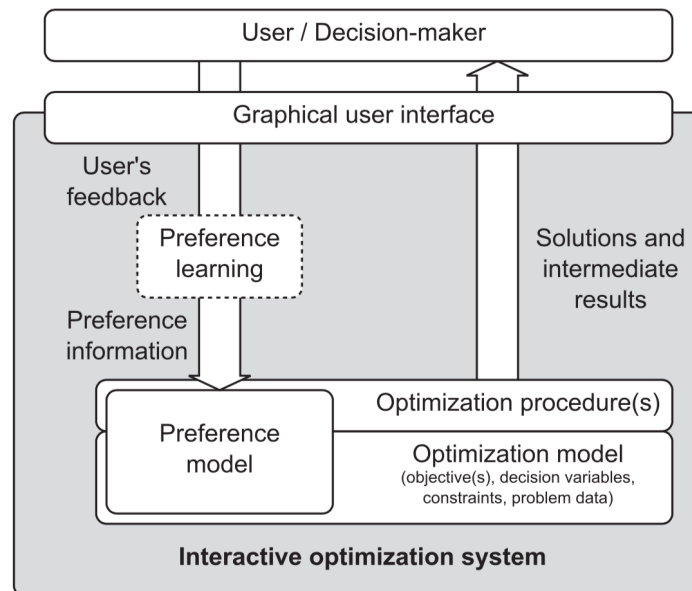 User / Decision-maker
Graphical user interface
User's
feedback
Preference
learning
Solutions and
intermediate
results
Preference
information
Optimization procedure(s)
Preference
model
Optimization model
(objective(s), decision variables,
constraints, problem data)
Interactive optimization system